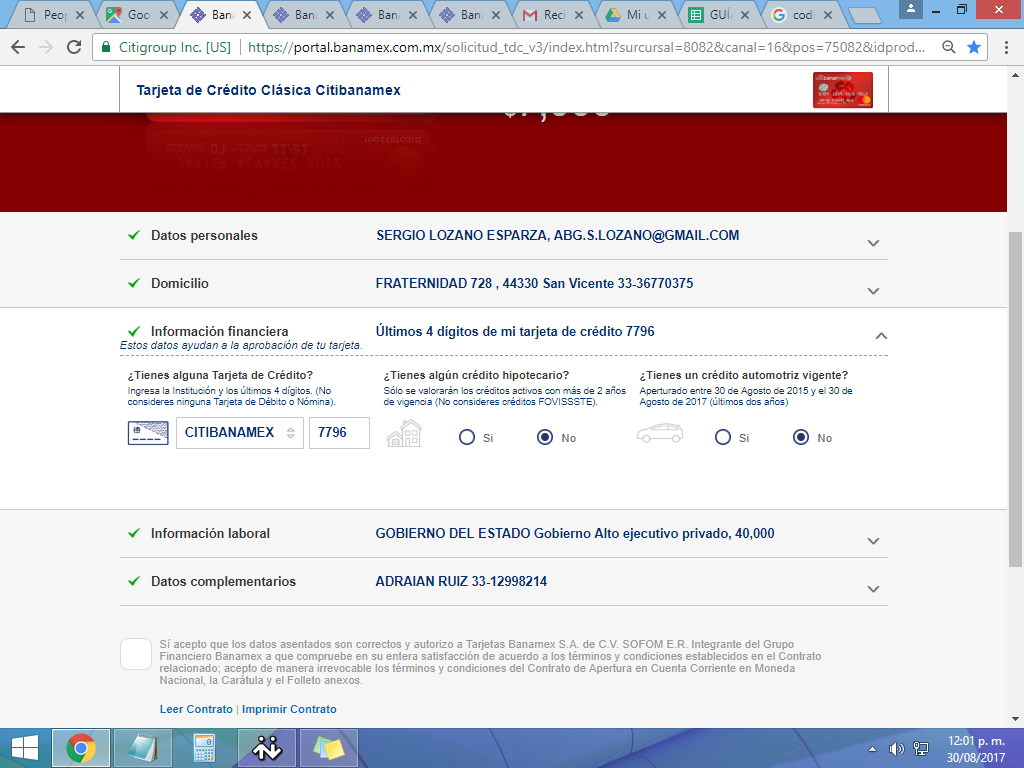 Peop
Goo
Ban
Ban
Ban
Ban
Reci
Mi u
GUÍA
cod
Citigroup Inc. [US] | https://portal.banamex.com.mx/solicitud_tdc_v3/index.html?surcursal=8082&canal=16&pos=75082&idprod...
Tarjeta de Crédito Clásica Citibanamex
Datos personales SERGIO LOZANO ESPARZA, ABG.S.LOZANO@GMAIL.COM
Domicilio FRATERNIDAD 728 , 44330 San Vicente 33-36770375
Información financiera Últimos 4 dígitos de mi tarjeta de crédito 7796
Estos datos ayudan a la aprobación de tu tarjeta.
¿Tienes alguna Tarjeta de Crédito?
Ingresa la Institución y los últimos 4 dígitos. (No
consideres ninguna Tarjeta de Débito o Nómina).
CITIBANAMEX 7796
¿Tienes algún crédito hipotecario?
Sólo se valorarán los créditos activos con más de 2 años
de vigencia (No consideres créditos FOVISSSTE).
Si No
¿Tienes un crédito automotriz vigente?
Aperturado entre 30 de Agosto de 2015 y el 30 de
Agosto de 2017 (últimos dos años)
Si No
Información laboral GOBIERNO DEL ESTADO Gobierno Alto ejecutivo privado, 40,000
Datos complementarios ADRAIAN RUIZ 33-12998214
Sí acepto que los datos asentados son correctos y autorizo a Tarjetas Banamex S.A. de C.V. SOFOM E.R. Integrante del Grupo
Financiero Banamex a que compruebe en su entera satisfacción de acuerdo a los términos y condiciones establecidos en el Contrato
relacionado; acepto de manera irrevocable los términos y condiciones del Contrato de Apertura en Cuenta Corriente en Moneda
Nacional, la Carátula y el Folleto anexos.
Leer Contrato | Imprimir Contrato
12:01 p. m.
30/08/2017